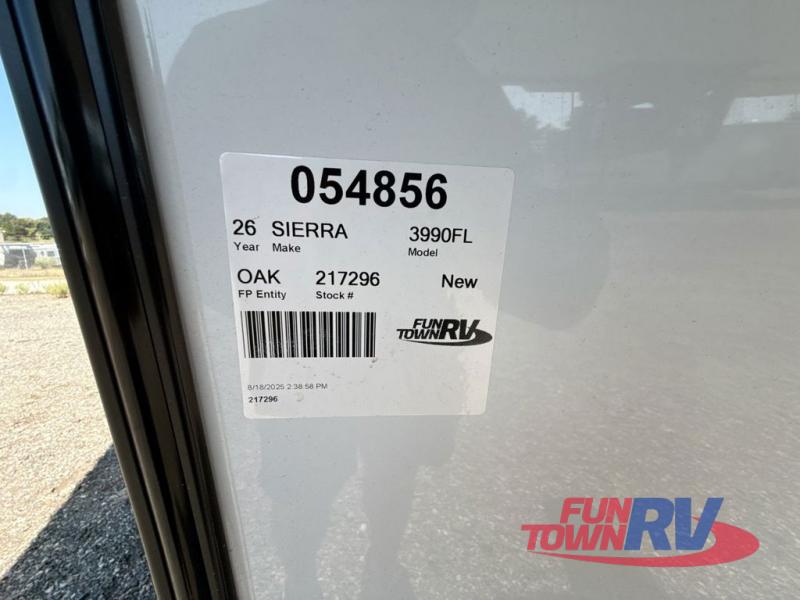 054856
26 SIERRA 3990FL
Year Make Model
OAK 217296 New
FP Entity Stock #
FUN TOWN RV
8/18/2025 2:38:58 PM
217296
FUN TOWN RV